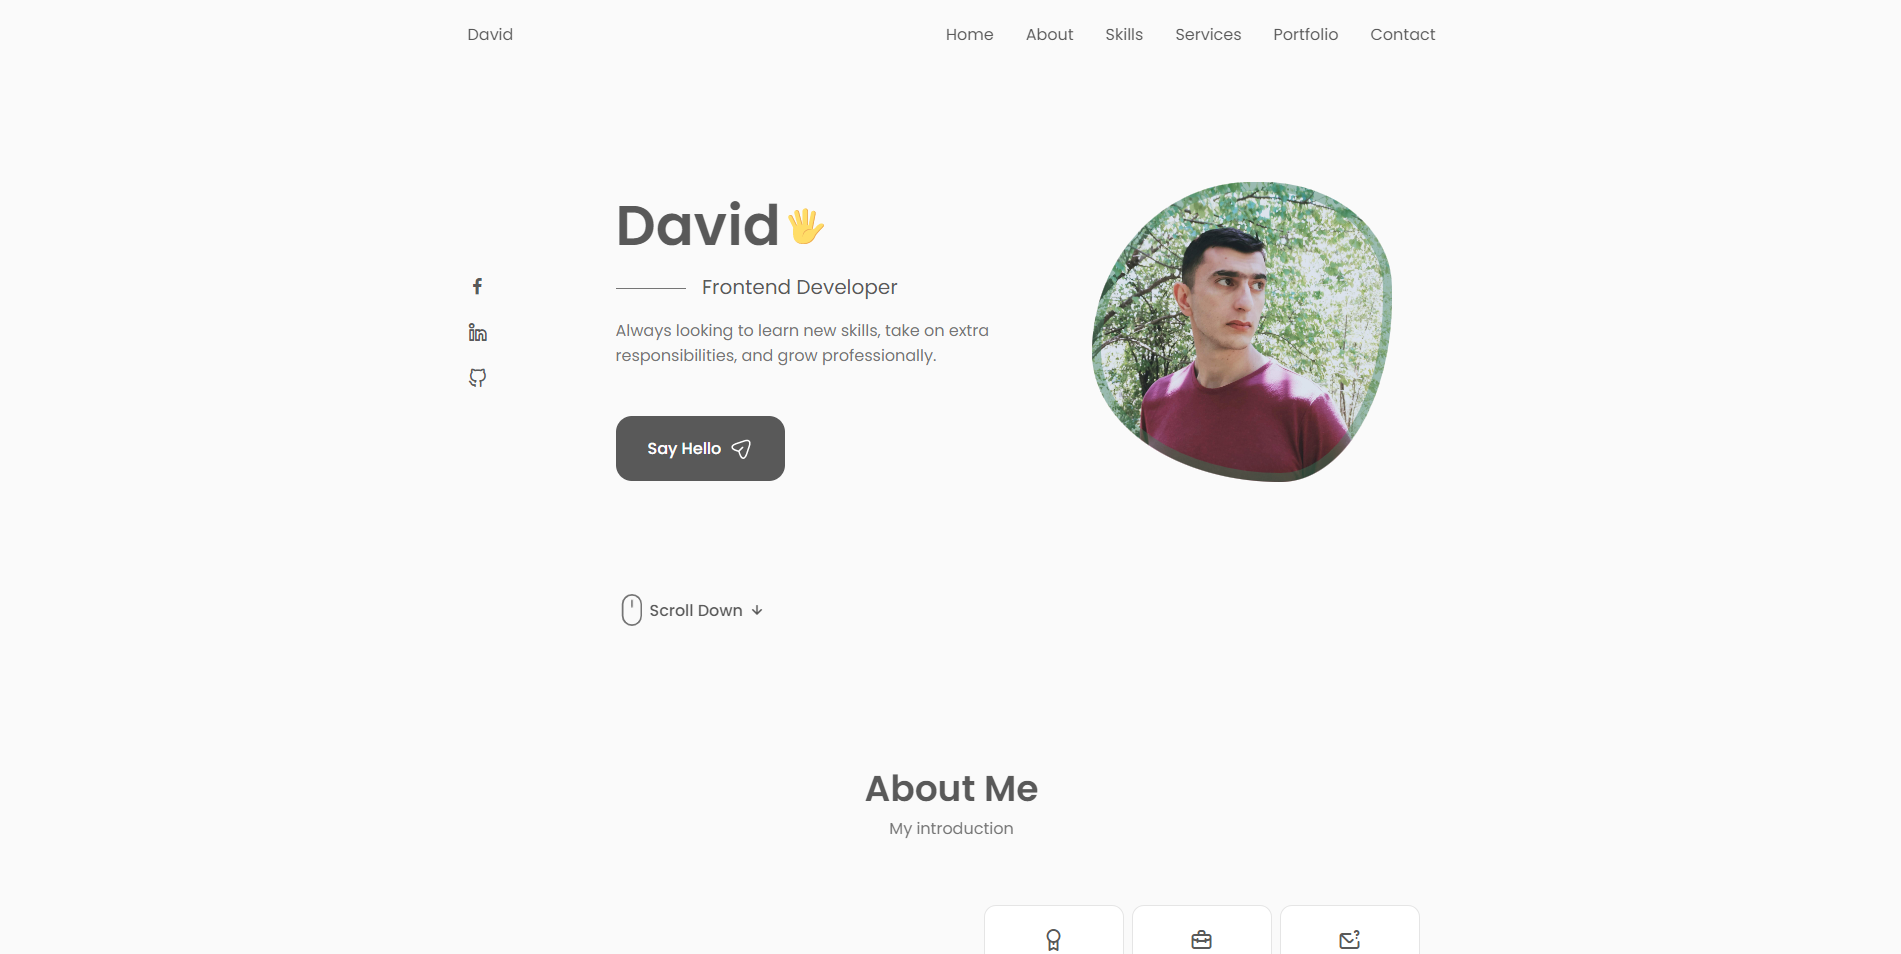 David
Home
About
Skills
Services
Portfolio
Contact
David
Frontend Developer
Always looking to learn new skills, take on extra
responsibilities, and grow professionally.
Say Hello
Scroll Down
About Me
My introduction